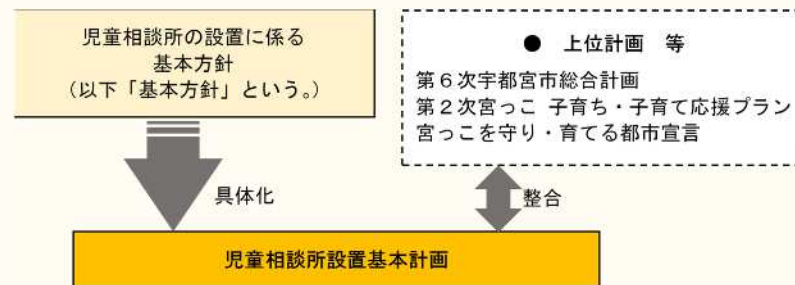 児童相談所の設置に係る
基本方針
（以下「基本方針」という。）
● 上位計画 等
第６次宇都宮市総合計画
第２次宮っこ 子育ち・子育て応援プラン
宮っこを守り・育てる都市宣言
具体化
整合
児童相談所設置基本計画